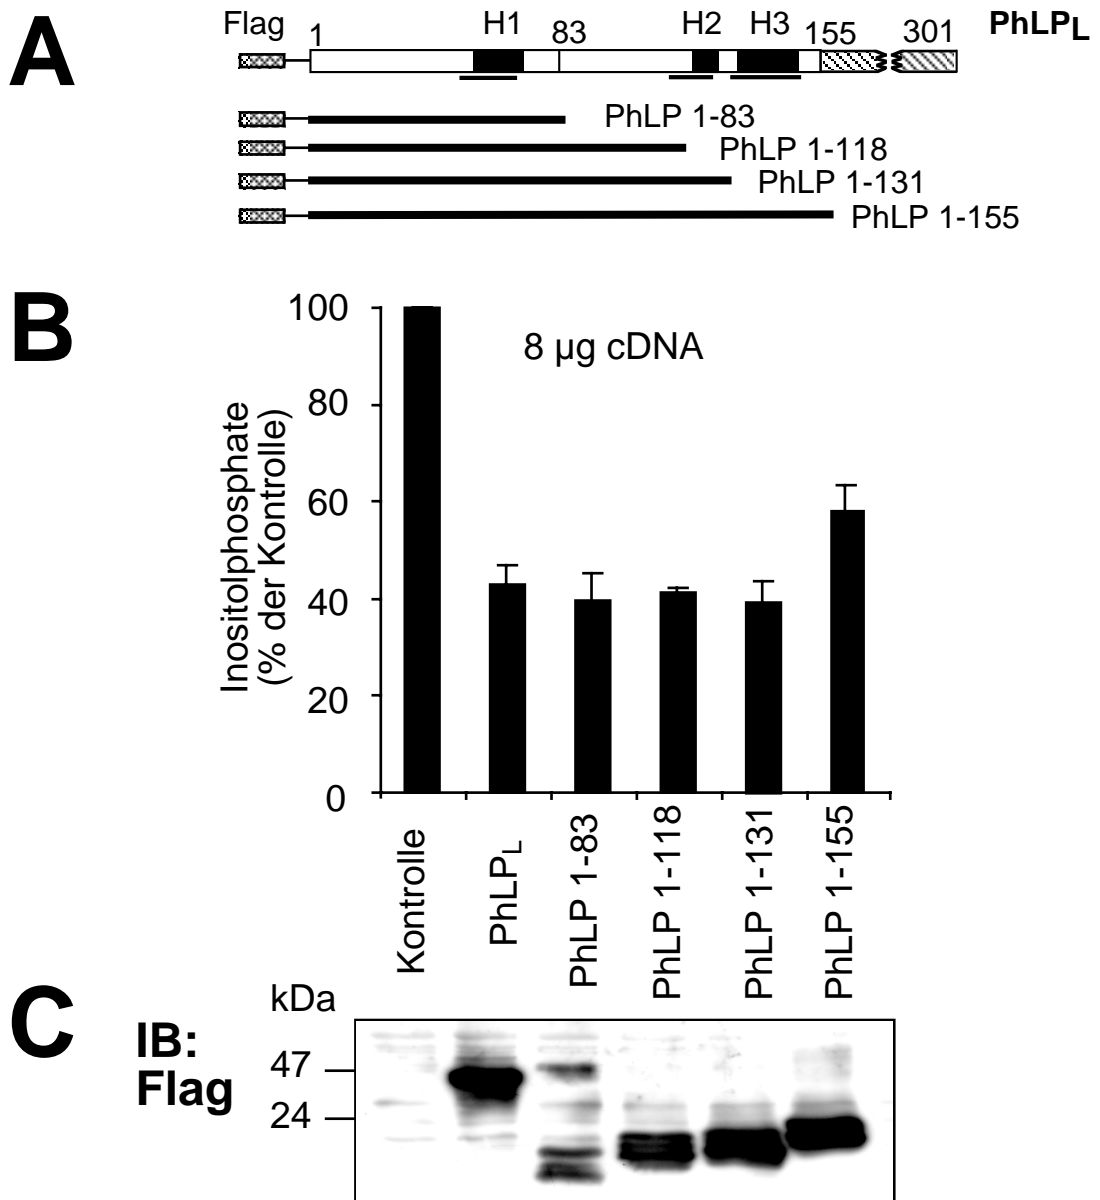 A
Flag 1 H1 83 H2 H3 155 301 PhLPL
PhLP 1-83
PhLP 1-118
PhLP 1-131
PhLP 1-155
B
Inositolphosphate
(% der Kontrolle)
100
80
60
40
20
0
8 µg cDNA
Kontrolle
PhLPL
PhLP 1-83
PhLP 1-118
PhLP 1-131
PhLP 1-155
C
IB:
Flag
kDa
47
24